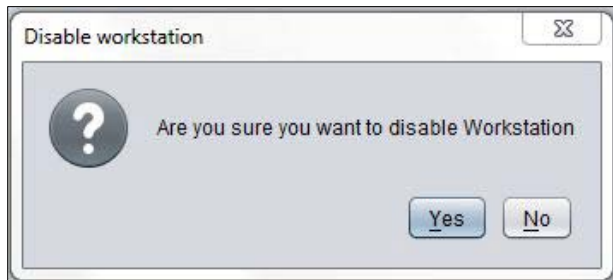 Disable workstation
?
Are you sure you want to disable Workstation
Yes No